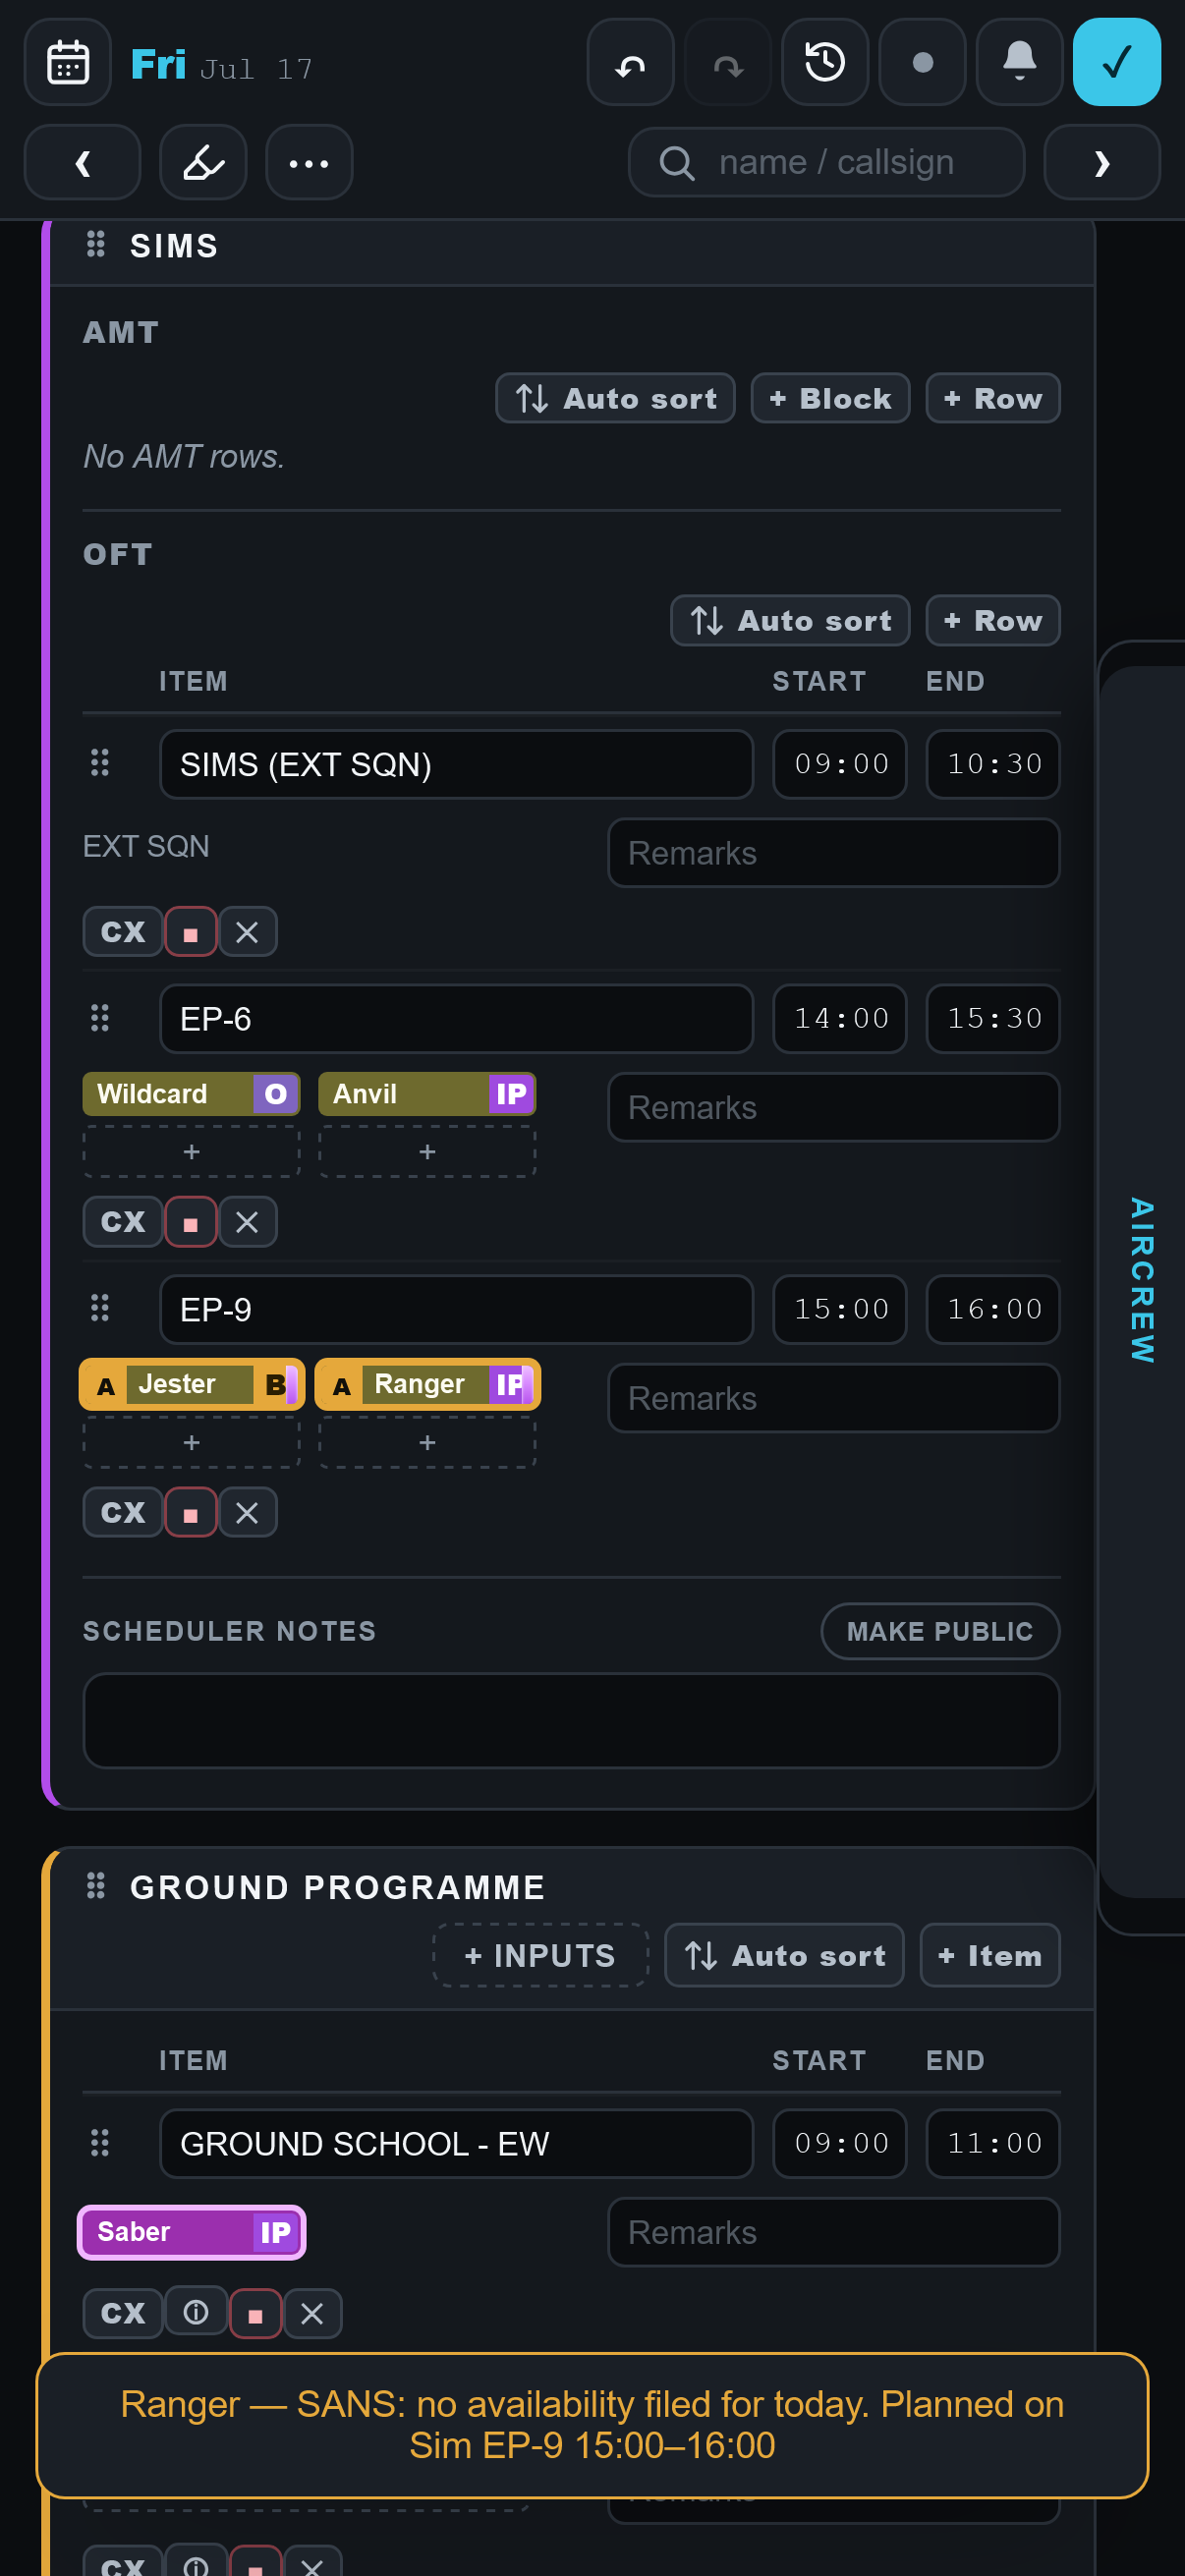 Fri Jul 17
name / callsign
SIMS
AMT
Auto sort + Block + Row
No AMT rows.
OFT
Auto sort + Row
ITEM START END
SIMS (EXT SQN) 09:00 10:30
EXT SQN Remarks
CX
EP-6 14:00 15:30
Wildcard O Anvil IP Remarks
+ +
CX
EP-9 15:00 16:00
A Jester B A Ranger IP Remarks
+ +
CX
SCHEDULER NOTES MAKE PUBLIC
AIRCREW
GROUND PROGRAMME
+ INPUTS Auto sort + Item
ITEM START END
GROUND SCHOOL - EW 09:00 11:00
Saber IP Remarks
CX
Ranger — SANS: no availability filed for today. Planned on
Sim EP-9 15:00–16:00
Remarks
CX